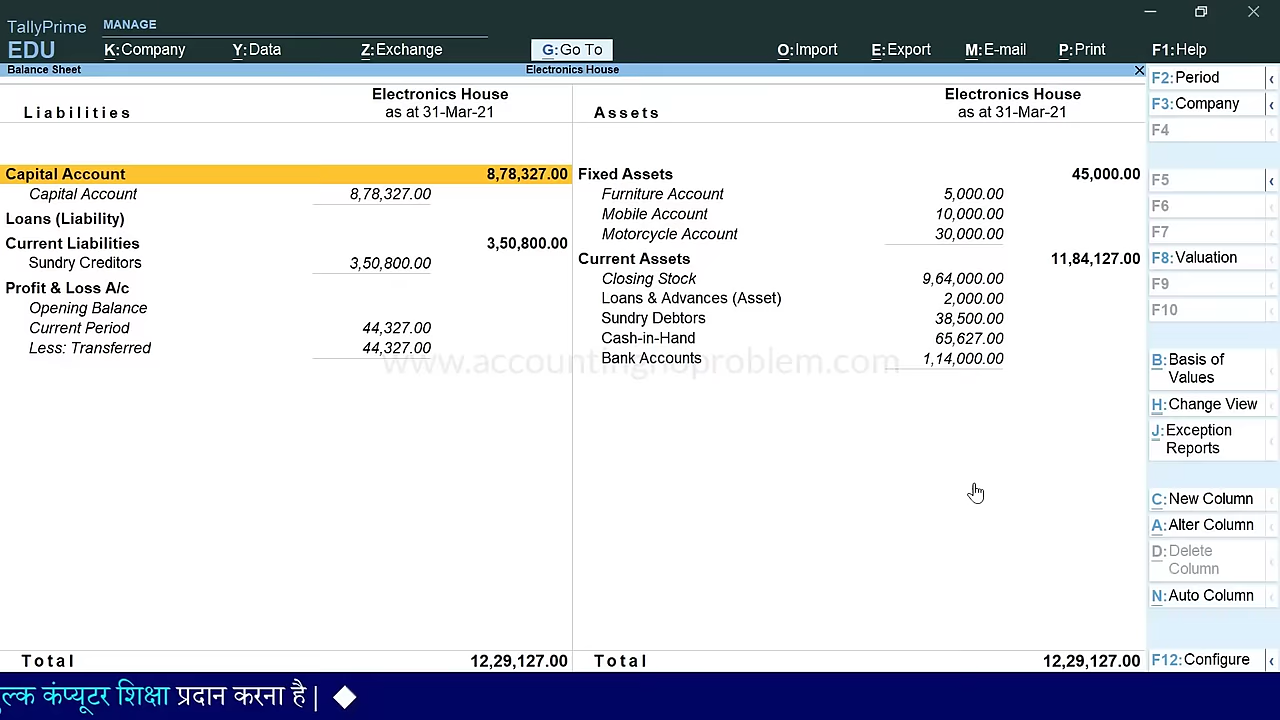 TallyPrime
EDU
MANAGE
K:Company Y:Data Z:Exchange G:Go To O:Import E:Export M:E-mail P:Print F1:Help
Balance Sheet Electronics House
Liabilities Electronics House as at 31-Mar-21 Assets Electronics House as at 31-Mar-21
Capital Account 8,78,327.00
Capital Account 8,78,327.00
Loans (Liability)
Current Liabilities 3,50,800.00
Sundry Creditors 3,50,800.00
Profit & Loss A/c
Opening Balance
Current Period 44,327.00
Less: Transferred 44,327.00
Fixed Assets 45,000.00
Furniture Account 5,000.00
Mobile Account 10,000.00
Motorcycle Account 30,000.00
Current Assets 11,84,127.00
Closing Stock 9,64,000.00
Loans & Advances (Asset) 2,000.00
Sundry Debtors 38,500.00
Cash-in-Hand 65,627.00
Bank Accounts 1,14,000.00
www.accountingnoproblem.com
Total 12,29,127.00 Total 12,29,127.00
F2:Period
F3:Company
F4
F5
F6
F7
F8:Valuation
F9
F10
B:Basis of
Values
H:Change View
J:Exception
Reports
C:New Column
A:Alter Column
D:Delete
Column
N:Auto Column
F12:Configure
कंप्यूटर शिक्षा प्रदान करना है |